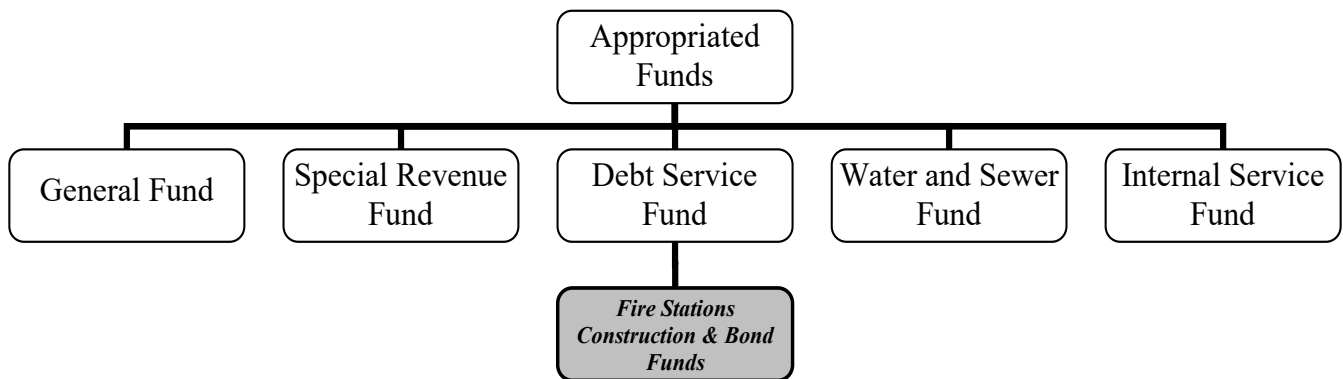 Appropriated
Funds
General Fund
Special Revenue
Fund
Debt Service
Fund
Water and Sewer
Fund
Internal Service
Fund
Fire Stations
Construction & Bond
Funds